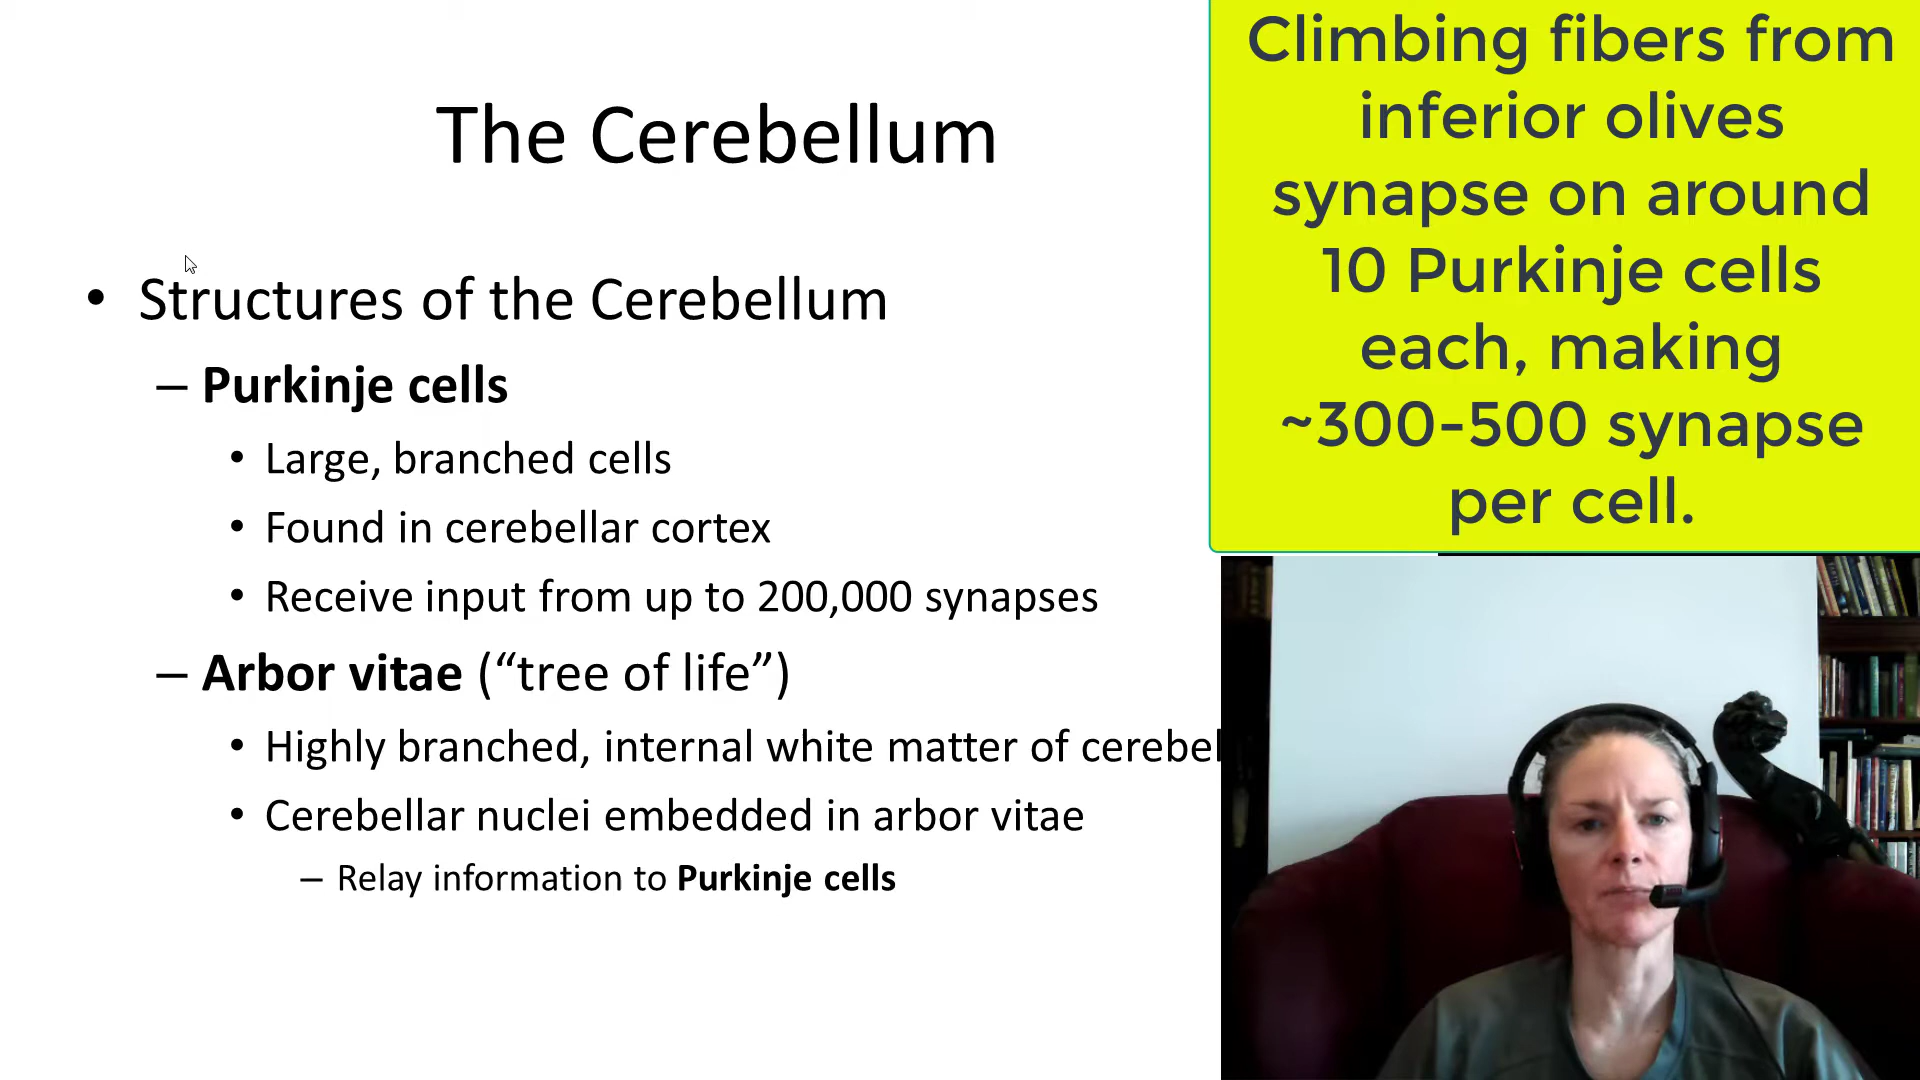 The Cerebellum
• Structures of the Cerebellum
– Purkinje cells
• Large, branched cells
• Found in cerebellar cortex
• Receive input from up to 200,000 synapses
– Arbor vitae (“tree of life”)
• Highly branched, internal white matter of cerebel
• Cerebellar nuclei embedded in arbor vitae
– Relay information to Purkinje cells
Climbing fibers from
inferior olives
synapse on around
10 Purkinje cells
each, making
~300-500 synapse
per cell.